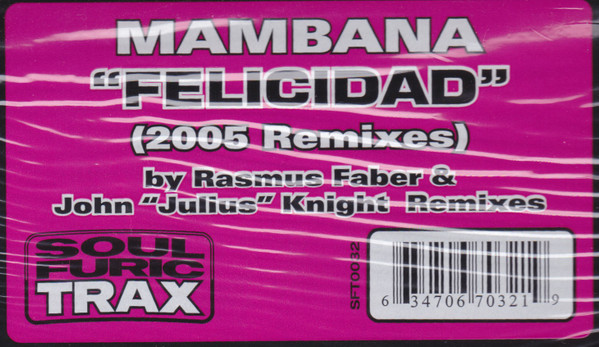 MAMBANA
"FELICIDAD"
(2005 Remixes)
by Rasmus Faber &
John "Julius" Knight Remixes
SOUL
FURIC
TRAX
SFT0032
6 34706 70321 9